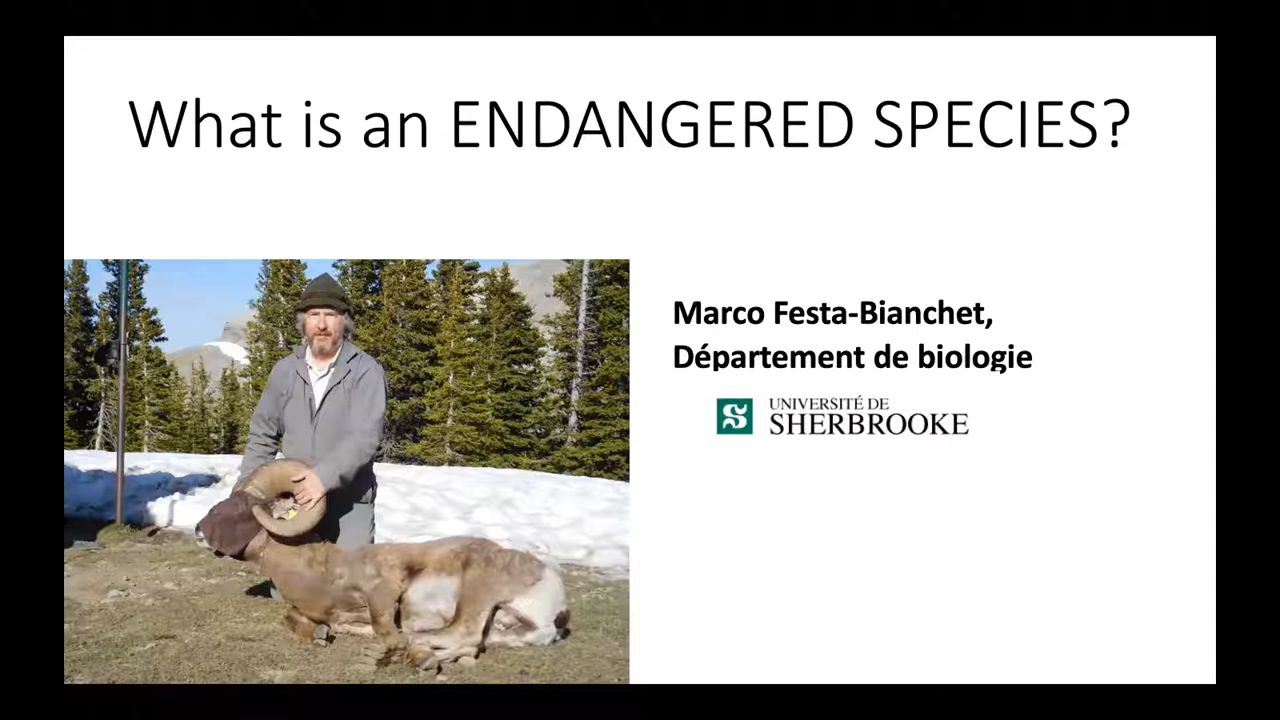 What is an ENDANGERED SPECIES?
Marco Festa-Bianchet,
Département de biologie
UNIVERSITÉ DE
SHERBROOKE